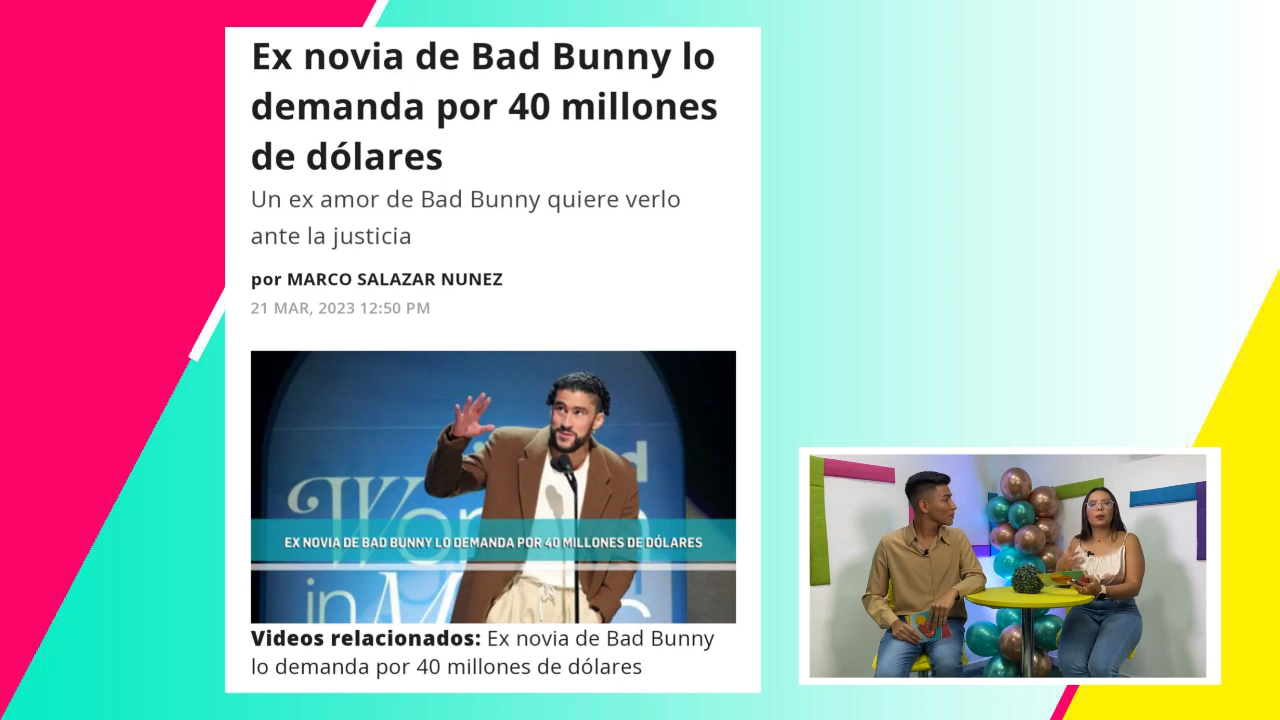 Ex novia de Bad Bunny lo
demanda por 40 millones
de dólares
Un ex amor de Bad Bunny quiere verlo
ante la justicia
por MARCO SALAZAR NUNEZ
21 MAR, 2023 12:50 PM
Wom
in M
EX NOVIA DE BAD BUNNY LO DEMANDA POR 40 MILLONES DE DÓLARES
Videos relacionados: Ex novia de Bad Bunny
lo demanda por 40 millones de dólares